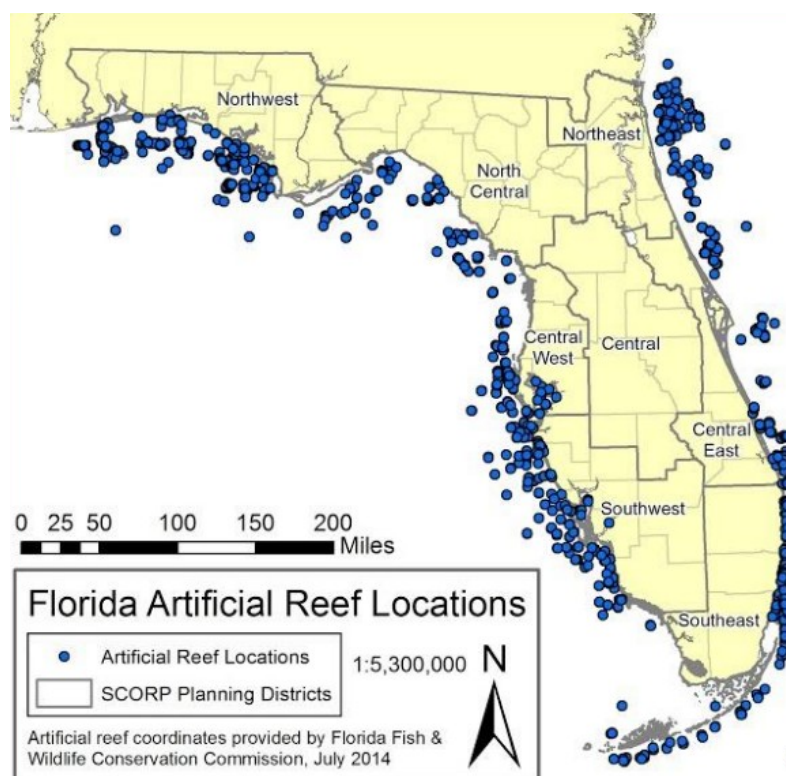 Northwest
Northeast
North
Central
Central
West
Central
Central
East
Southwest
Southeast
0 25 50 100 150 200
Miles
Florida Artificial Reef Locations
Artificial Reef Locations
SCORP Planning Districts
1:5,300,000
N
Artificial reef coordinates provided by Florida Fish &
Wildlife Conservation Commission, July 2014